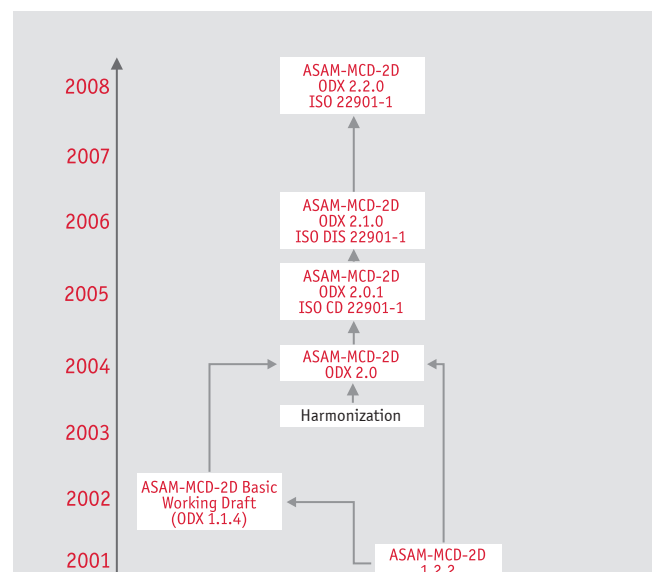 2008
ASAM-MCD-2D
ODX 2.2.0
ISO 22901-1
2007
2006
ASAM-MCD-2D
ODX 2.1.0
ISO DIS 22901-1
2005
ASAM-MCD-2D
ODX 2.0.1
ISO CD 22901-1
2004
ASAM-MCD-2D
ODX 2.0
Harmonization
2003
2002
ASAM-MCD-2D Basic
Working Draft
(ODX 1.1.4)
2001
ASAM-MCD-2D
1.2.2